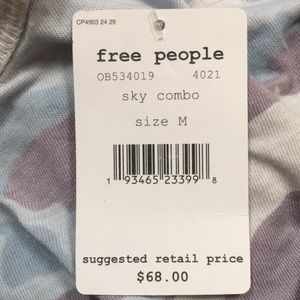 CP4903 24 29
free people
OB534019 4021
sky combo
size M
1 93465 23399 8
suggested retail price
$68.00